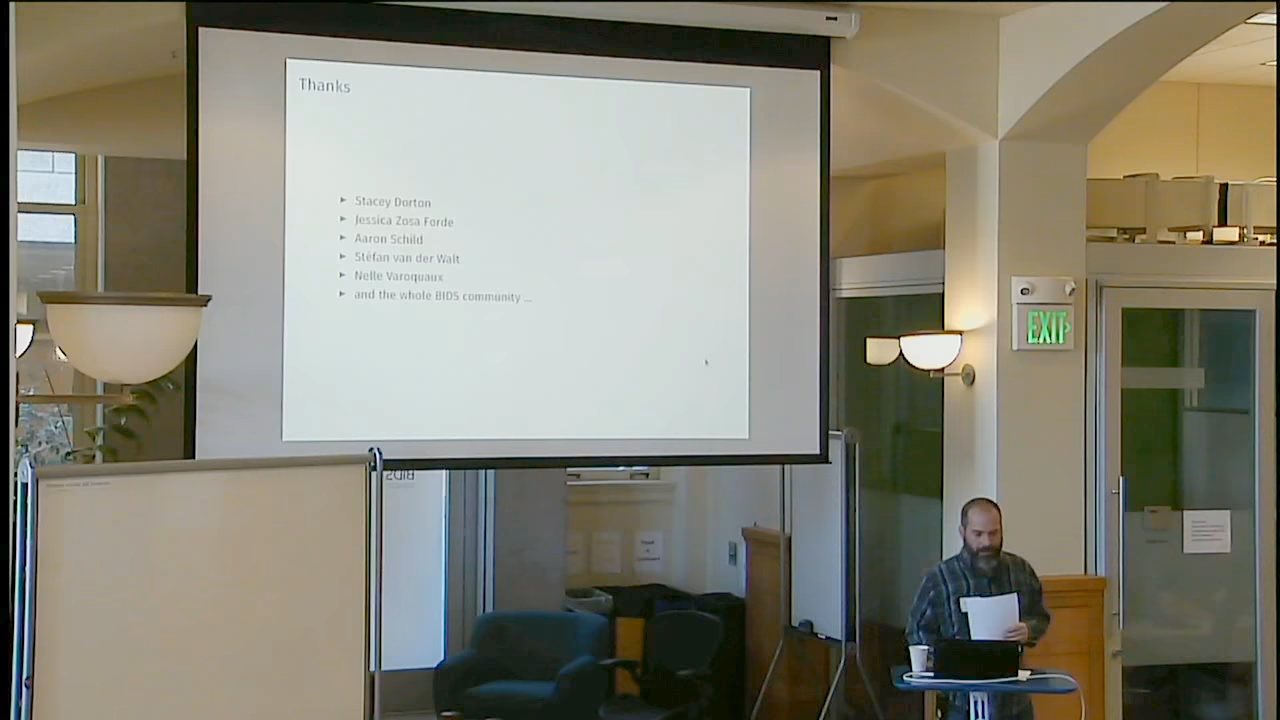 Thanks
▸ Stacey Dorton
▸ Jessica Zosa Forde
▸ Aaron Schild
▸ Stéfan van der Walt
▸ Nelle Varoquaux
▸ and the whole BIDS community ...
EXIT
BIDS